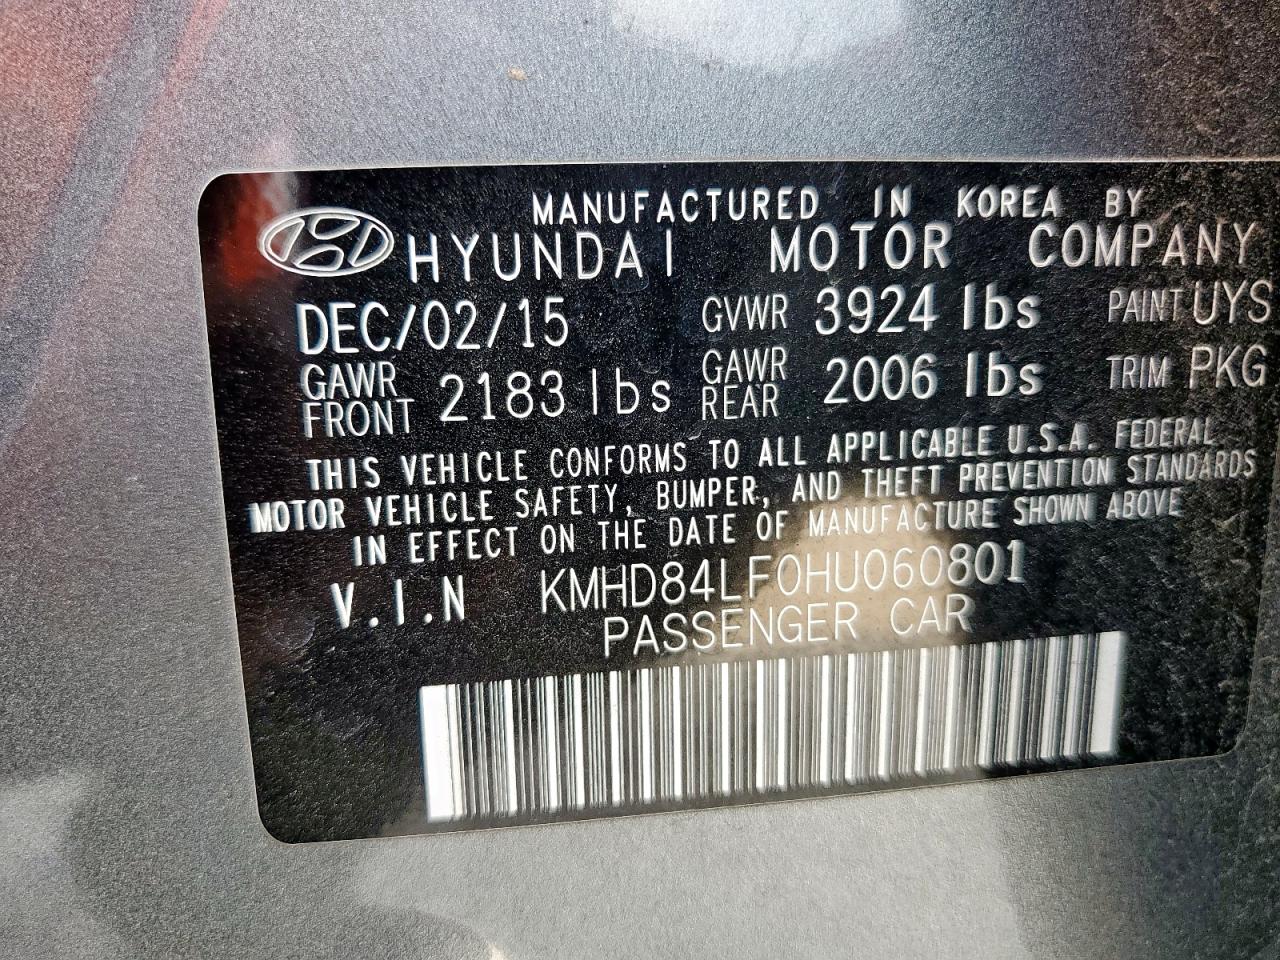 MANUFACTURED IN KOREA BY
HYUNDAI MOTOR COMPANY
DEC/02/15 GVWR 3924 lbs PAINT UYS
GAWR FRONT 2183 lbs GAWR REAR 2006 lbs TRIM PKG
THIS VEHICLE CONFORMS TO ALL APPLICABLE U.S.A. FEDERAL
MOTOR VEHICLE SAFETY, BUMPER, AND THEFT PREVENTION STANDARDS
IN EFFECT ON THE DATE OF MANUFACTURE SHOWN ABOVE
V.I.N KMHD84LF0HU060801
PASSENGER CAR